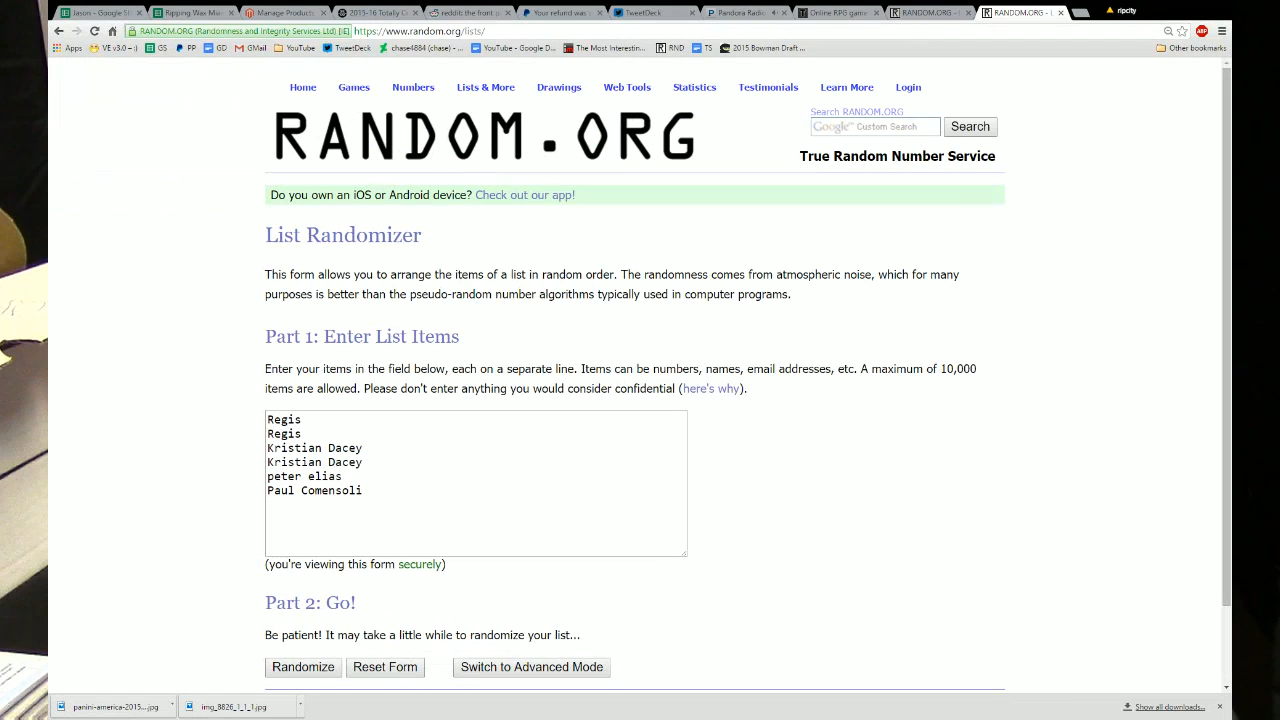 Jason - Google Sh
Ripping Wax Ma
Manage Products
2015-16 Totally C
reddit: the front p
Your refund was s
TweetDeck
Pandora Radio
Online RPG game
RANDOM.ORG -
RANDOM.ORG - L
ripcity
RANDOM.ORG (Randomness and Integrity Services Ltd) [IE] https://www.random.org/lists/
ABP
Apps VE v3.0 ~ :) GS PP GD GMail YouTube TweetDeck chase4884 (chase) - ... YouTube - Google D... The Most Interestin... RND TS 2015 Bowman Draft ... Other bookmarks
Home Games Numbers Lists & More Drawings Web Tools Statistics Testimonials Learn More Login
Search RANDOM.ORG
RANDOM.ORG
Google™ Custom Search Search
True Random Number Service
Do you own an iOS or Android device? Check out our app!
List Randomizer
This form allows you to arrange the items of a list in random order. The randomness comes from atmospheric noise, which for many
purposes is better than the pseudo-random number algorithms typically used in computer programs.
Part 1: Enter List Items
Enter your items in the field below, each on a separate line. Items can be numbers, names, email addresses, etc. A maximum of 10,000
items are allowed. Please don't enter anything you would consider confidential (here's why).
Regis
Regis
Kristian Dacey
Kristian Dacey
peter elias
Paul Comensoli
(you're viewing this form securely)
Part 2: Go!
Be patient! It may take a little while to randomize your list...
Randomize Reset Form Switch to Advanced Mode
panini-america-2015....jpg img_8826_1_1_1.jpg Show all downloads...